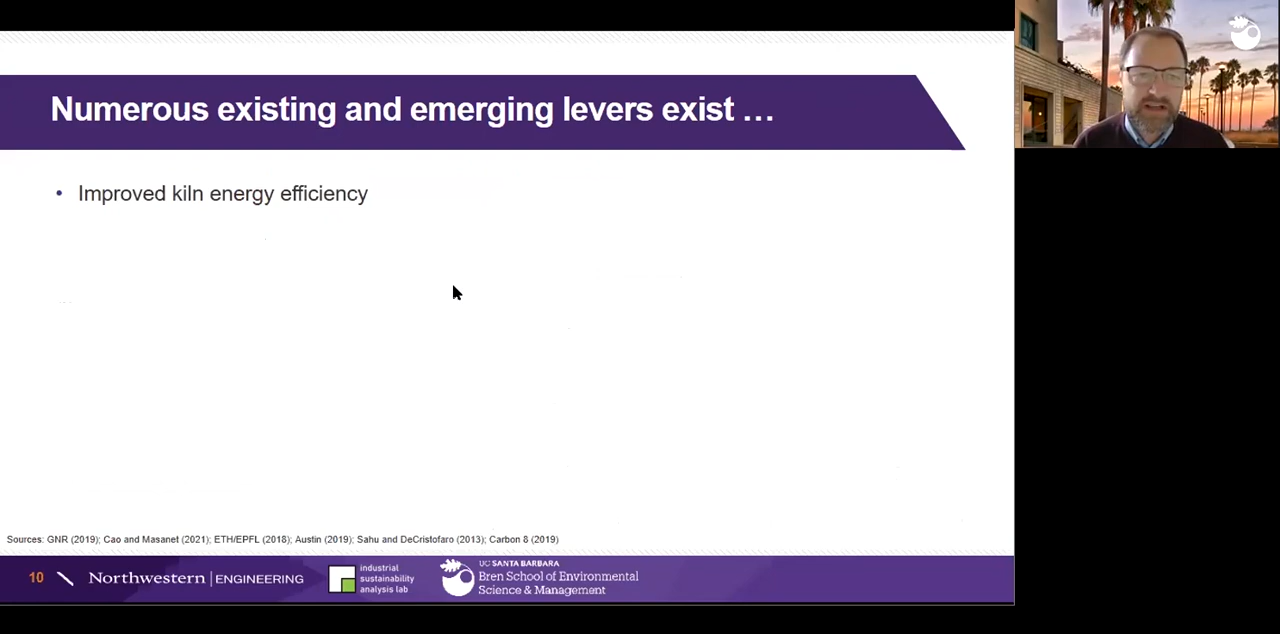 Numerous existing and emerging levers exist …
• Improved kiln energy efficiency
Sources: GNR (2019); Cao and Masanet (2021); ETH/EPFL (2018); Austin (2019); Sahu and DeCristofaro (2013); Carbon 8 (2019)
10
Northwestern | ENGINEERING
industrial
sustainability
analysis lab
UC SANTA BARBARA
Bren School of Environmental
Science & Management